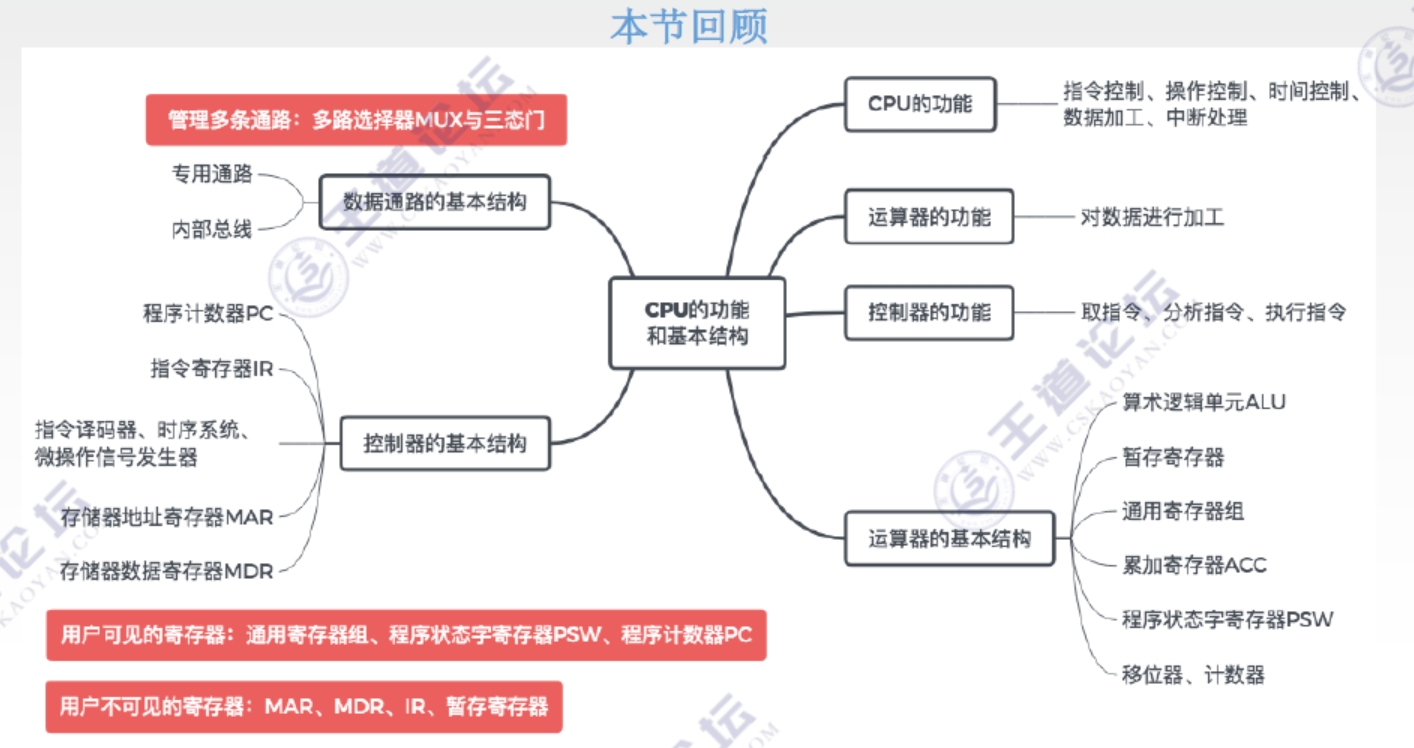 本节回顾
管理多条通路：多路选择器MUX与三态门
专用通路
内部总线
数据通路的基本结构
程序计数器PC
指令寄存器IR
指令译码器、时序系统、
微操作信号发生器
存储器地址寄存器MAR
存储器数据寄存器MDR
控制器的基本结构
CPU的功能
和基本结构
CPU的功能
指令控制、操作控制、时间控制、
数据加工、中断处理
运算器的功能
对数据进行加工
控制器的功能
取指令、分析指令、执行指令
运算器的基本结构
算术逻辑单元ALU
暂存寄存器
通用寄存器组
累加寄存器ACC
程序状态字寄存器PSW
移位器、计数器
用户可见的寄存器：通用寄存器组、程序状态字寄存器PSW、程序计数器PC
用户不可见的寄存器：MAR、MDR、IR、暂存寄存器
王道论坛
WWW.CSKAOYAN.COM
王道论坛
WWW.CSKAOYAN.COM